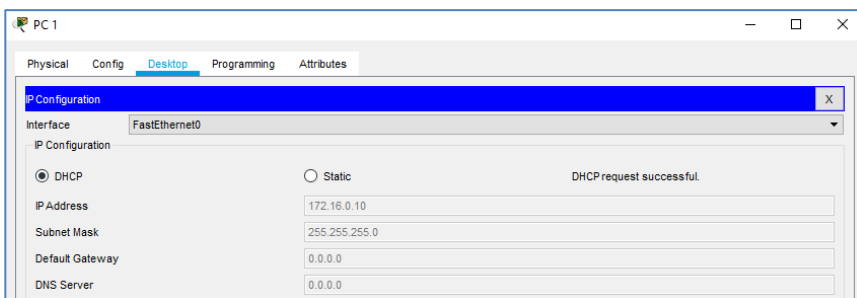 PC 1
Physical Config Desktop Programming Attributes
IP Configuration X
Interface FastEthernet0
IP Configuration
DHCP Static DHCP request successful.
IP Address 172.16.0.10
Subnet Mask 255.255.255.0
Default Gateway 0.0.0.0
DNS Server 0.0.0.0